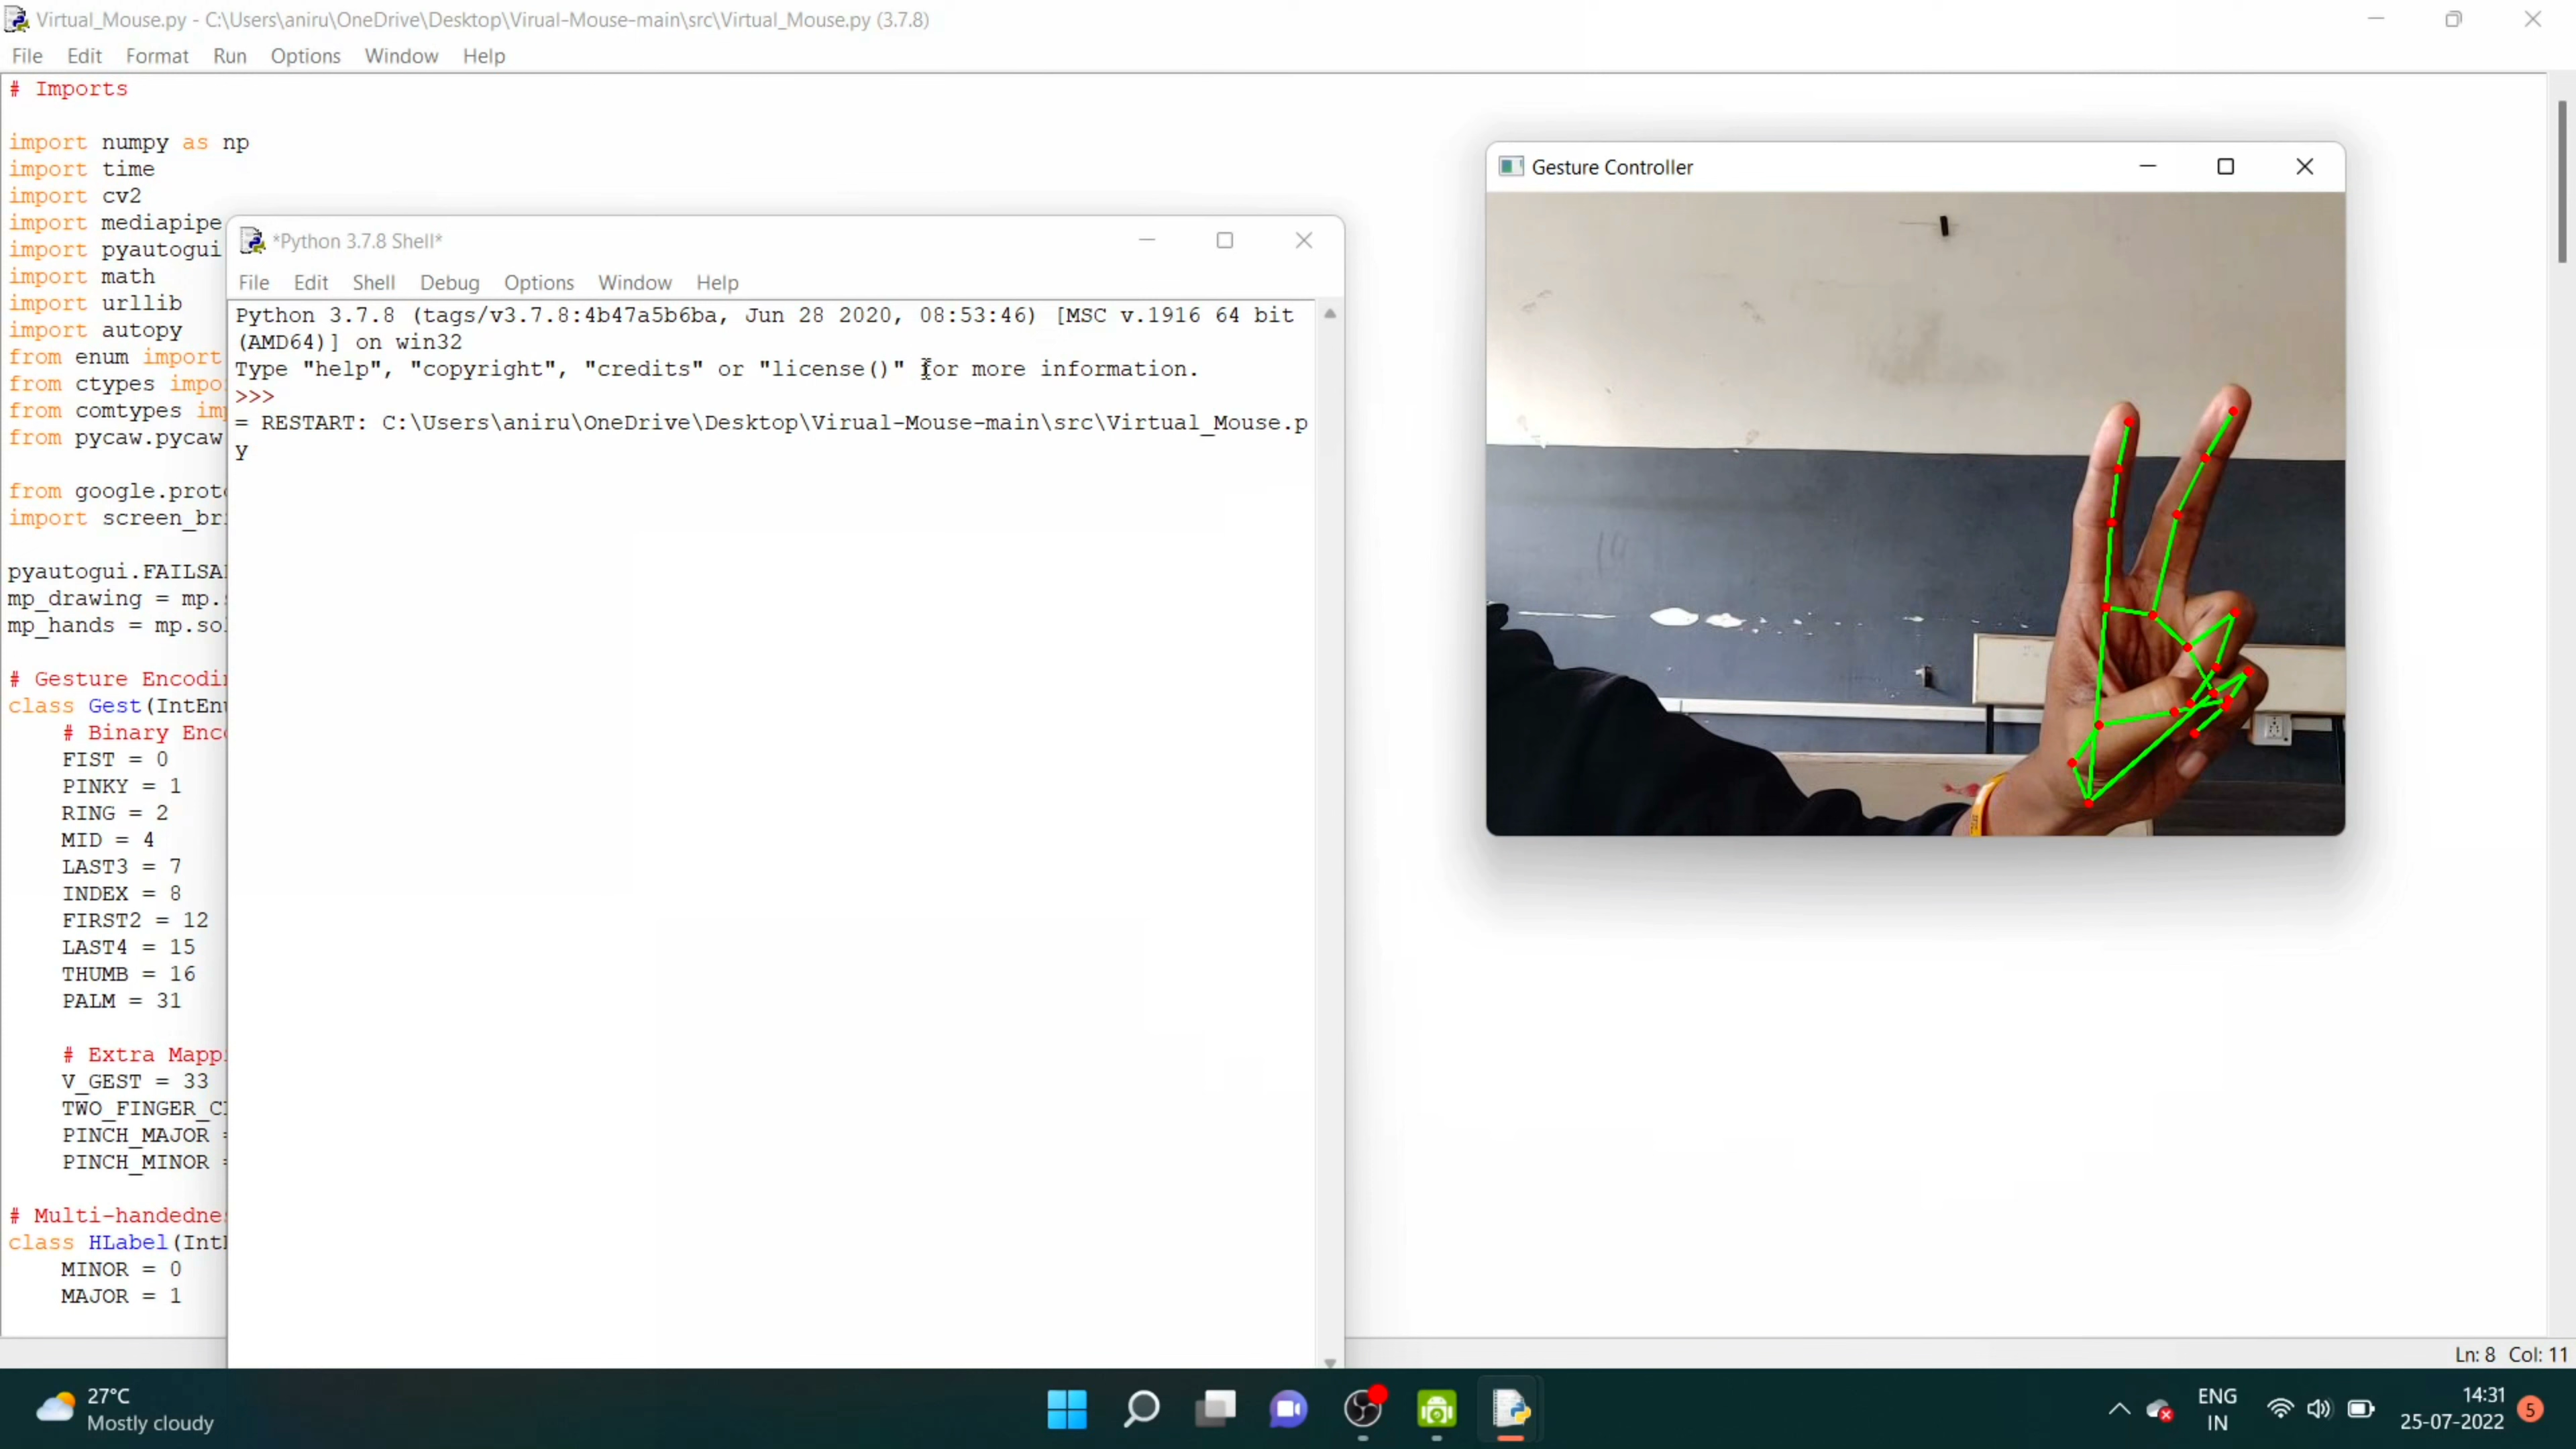 Virtual_Mouse.py - C:\Users\aniru\OneDrive\Desktop\Virual-Mouse-main\src\Virtual_Mouse.py (3.7.8)
File Edit Format Run Options Window Help
# Imports
import numpy as np
import time
import cv2
import mediapipe
import pyautogui
import math
import urllib
import autopy
from enum import
from ctypes impo
from comtypes im
from pycaw.pycaw
from google.proto
import screen_br
pyautogui.FAILSA
mp_drawing = mp.s
mp_hands = mp.so
# Gesture Encodi
class Gest(IntEn
# Binary Enc
FIST = 0
PINKY = 1
RING = 2
MID = 4
LAST3 = 7
INDEX = 8
FIRST2 = 12
LAST4 = 15
THUMB = 16
PALM = 31
# Extra Mapp
V_GEST = 33
TWO_FINGER_C
PINCH_MAJOR =
PINCH_MINOR =
# Multi-handedne
class HLabel(Int
MINOR = 0
MAJOR = 1
*Python 3.7.8 Shell*
File Edit Shell Debug Options Window Help
Python 3.7.8 (tags/v3.7.8:4b47a5b6ba, Jun 28 2020, 08:53:46) [MSC v.1916 64 bit
(AMD64)] on win32
Type "help", "copyright", "credits" or "license()" for more information.
>>>
= RESTART: C:\Users\aniru\OneDrive\Desktop\Virual-Mouse-main\src\Virtual_Mouse.p
y
Gesture Controller
Ln: 8 Col: 11
27°C
Mostly cloudy
ENG
IN
14:31
25-07-2022
5